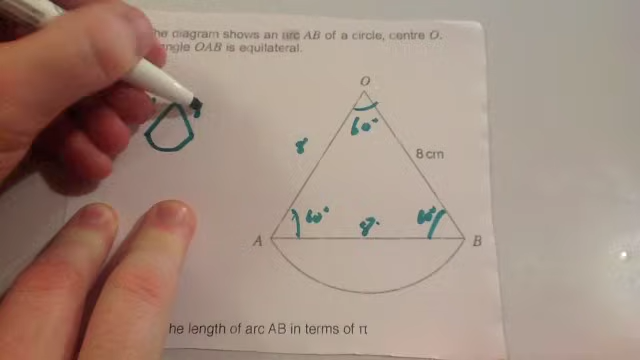 he diagram shows an arc AB of a circle, centre O.
ngle OAB is equilateral.
O
60°
8
8 cm
60°
8
60°
A
B
he length of arc AB in terms of π